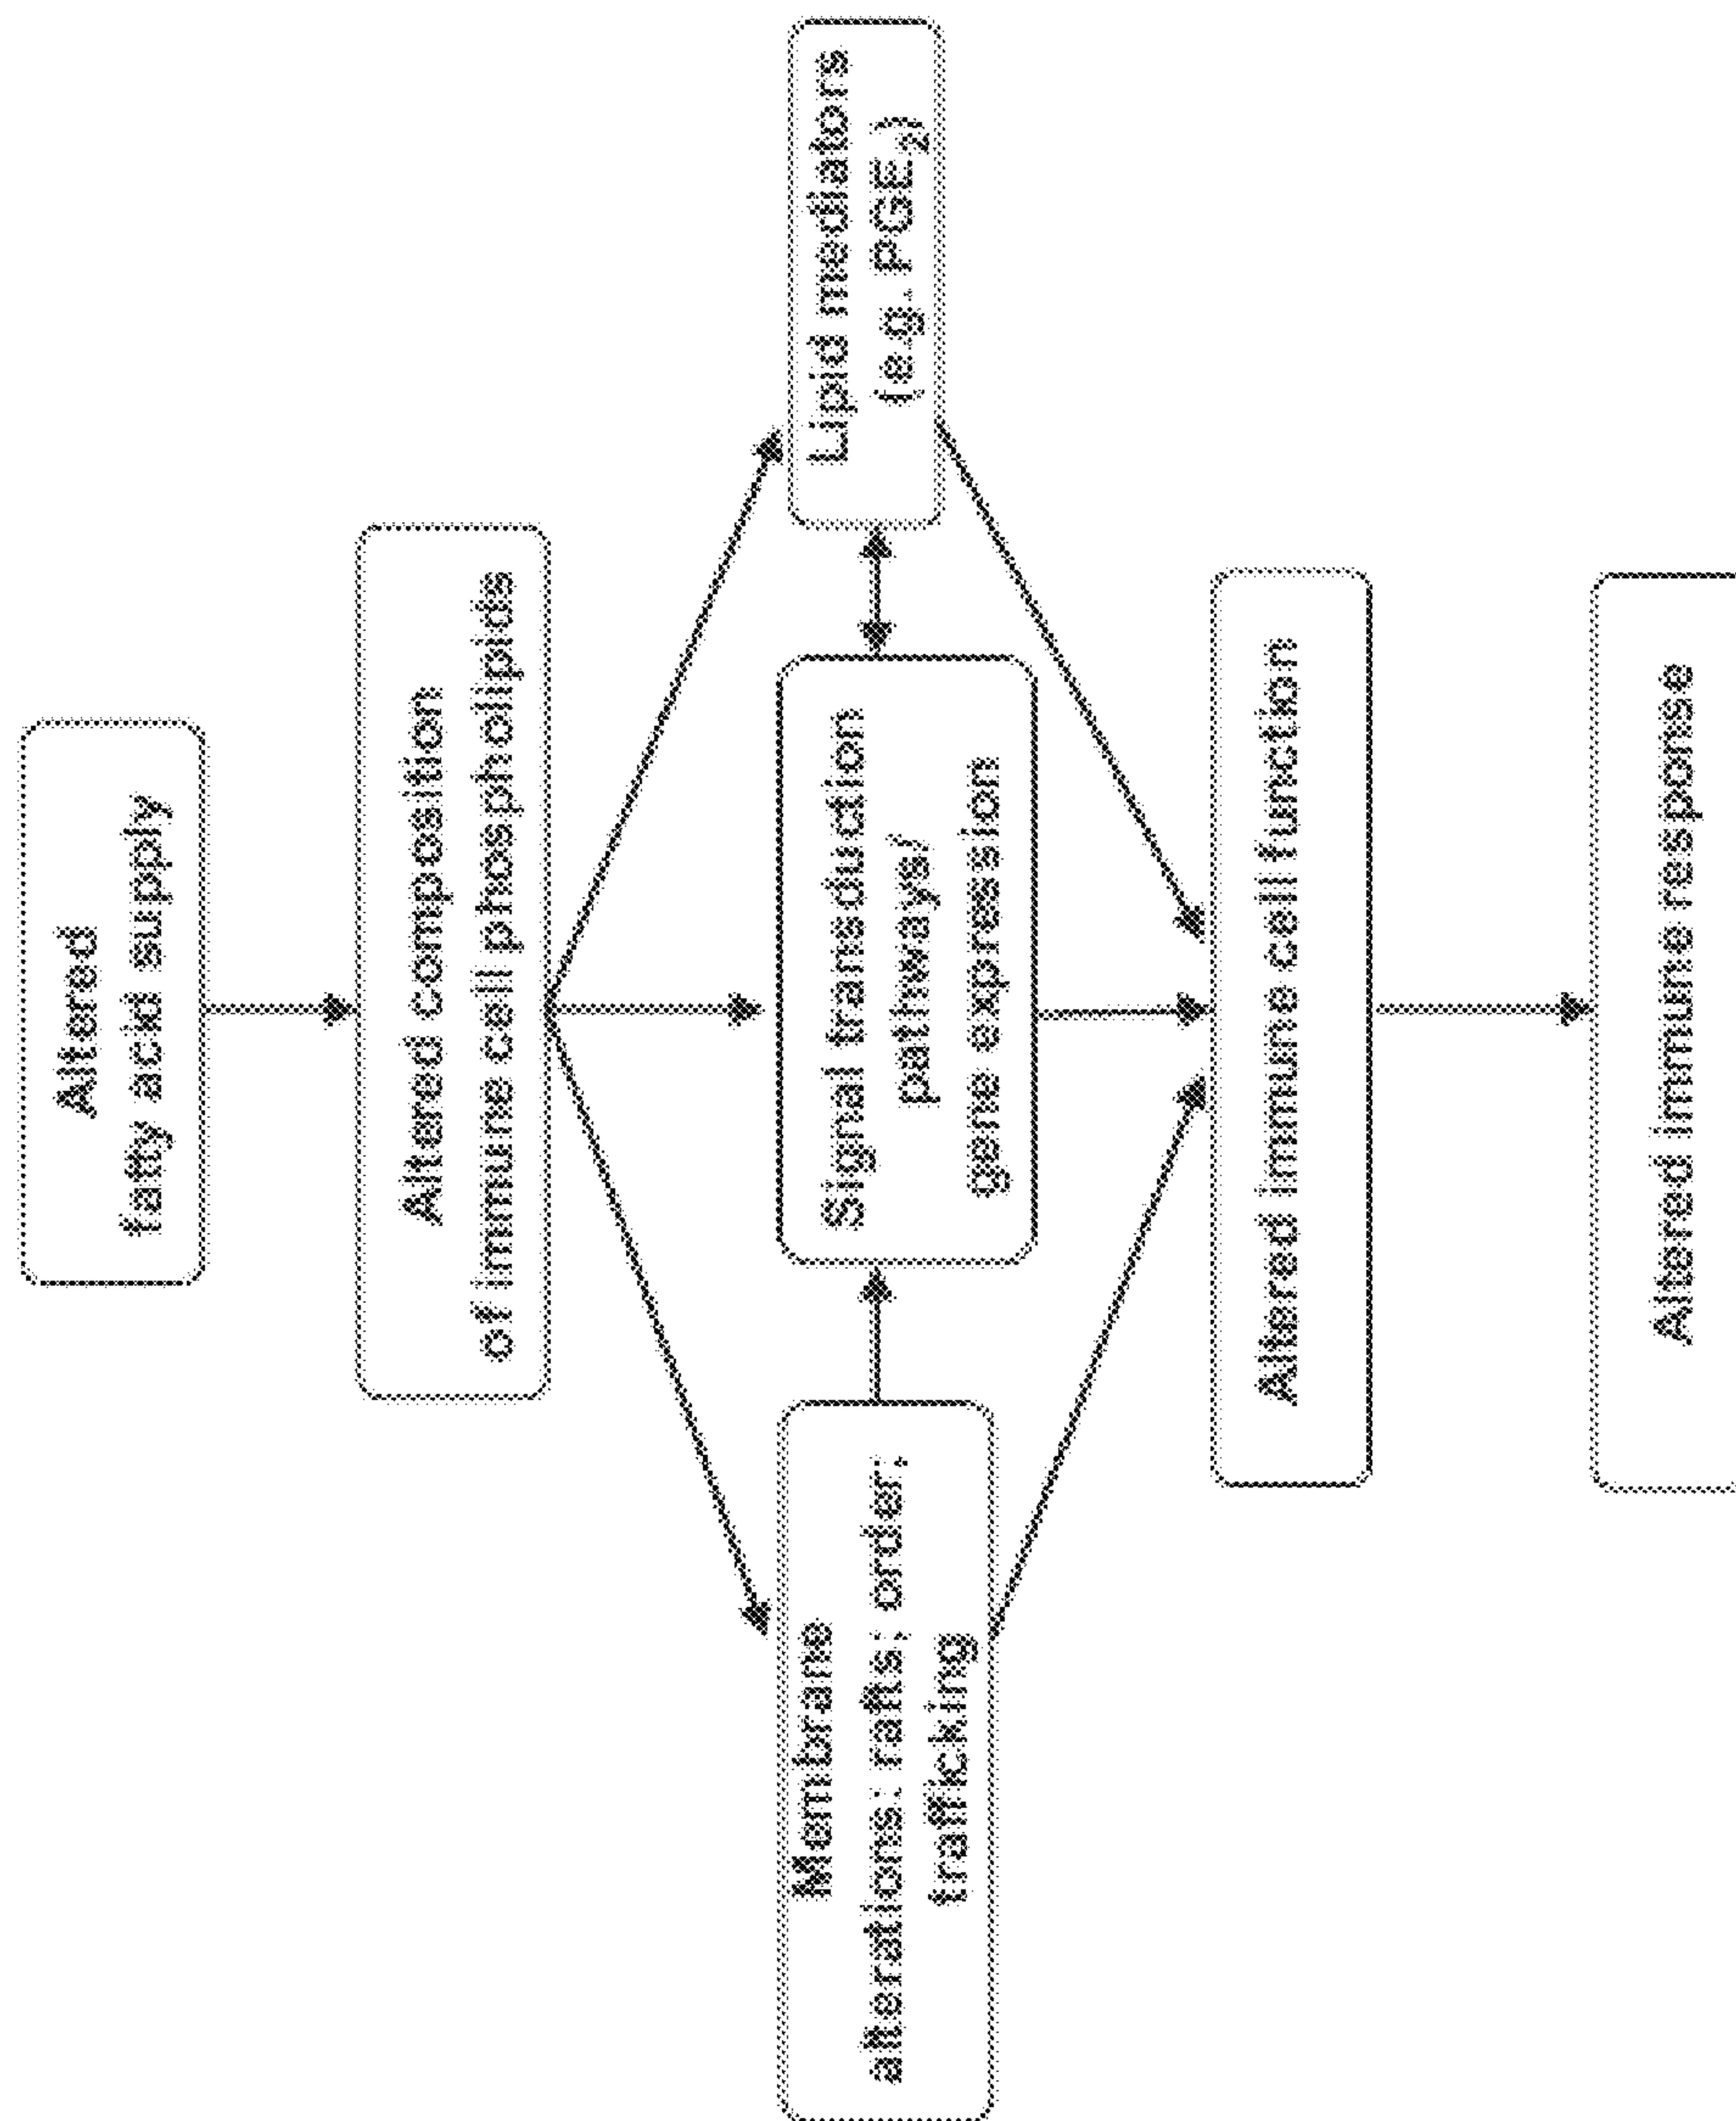 Altered
fatty acid supply
Altered composition
of immune cell phospholipids
Membrane
alterations: rafts; order;
trafficking
Signal transduction
pathways/
gene expression
Lipid mediators
(e.g. PGE₂)
Altered immune cell function
Altered immune response